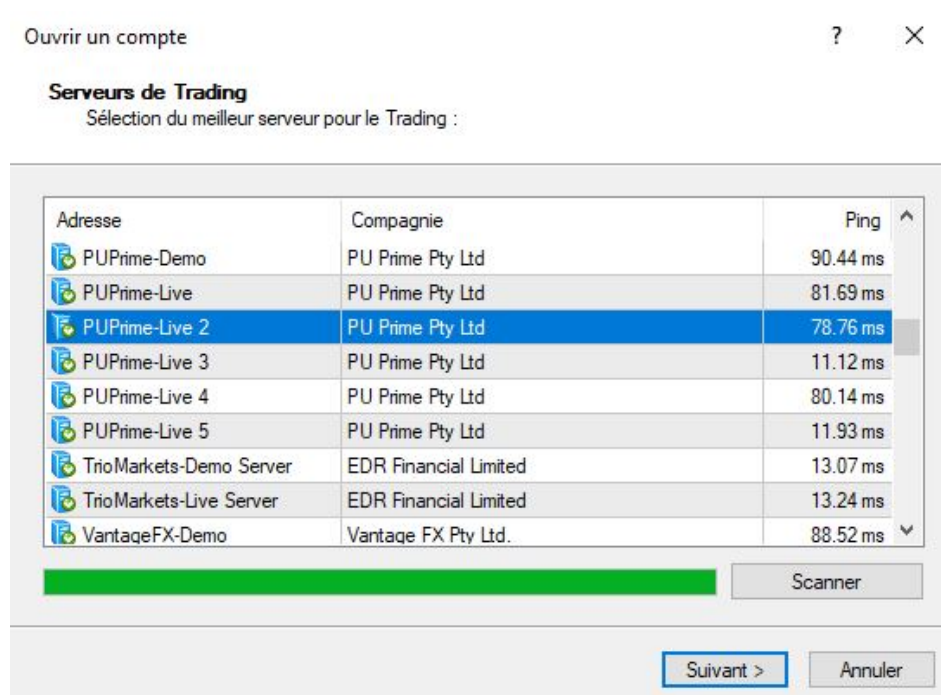 Ouvrir un compte ? ×
Serveurs de Trading
Sélection du meilleur serveur pour le Trading :
Adresse Compagnie Ping
PUPrime-Demo PU Prime Pty Ltd 90.44 ms
PUPrime-Live PU Prime Pty Ltd 81.69 ms
PUPrime-Live 2 PU Prime Pty Ltd 78.76 ms
PUPrime-Live 3 PU Prime Pty Ltd 11.12 ms
PUPrime-Live 4 PU Prime Pty Ltd 80.14 ms
PUPrime-Live 5 PU Prime Pty Ltd 11.93 ms
TrioMarkets-Demo Server EDR Financial Limited 13.07 ms
TrioMarkets-Live Server EDR Financial Limited 13.24 ms
VantageFX-Demo Vantage FX Pty Ltd. 88.52 ms
Scanner
Suivant > Annuler